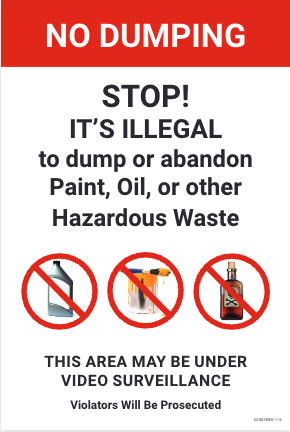 NO DUMPING
STOP!
IT'S ILLEGAL
to dump or abandon
Paint, Oil, or other
Hazardous Waste
THIS AREA MAY BE UNDER
VIDEO SURVEILLANCE
Violators Will Be Prosecuted